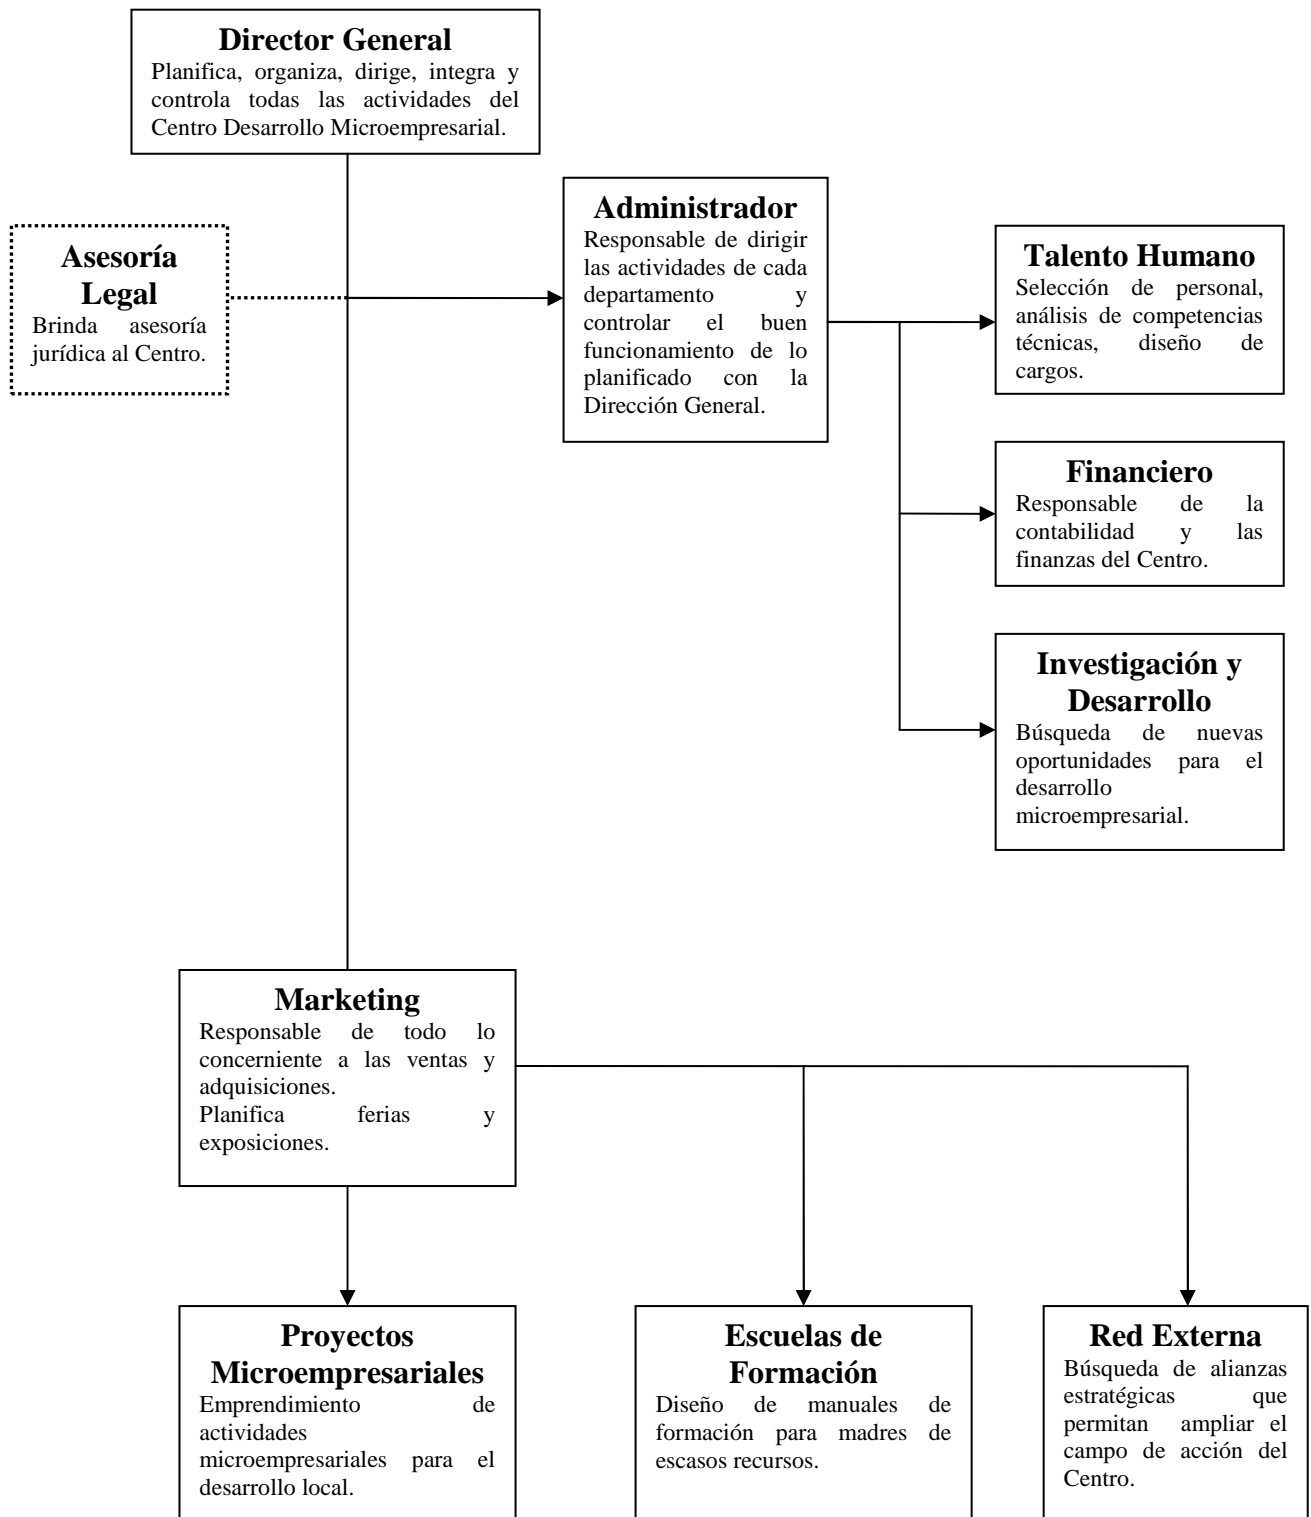 Director General
Planifica, organiza, dirige, integra y
controla todas las actividades del
Centro Desarrollo Microempresarial.
Asesoría
Legal
Brinda asesoría
jurídica al Centro.
Administrador
Responsable de dirigir
las actividades de cada
departamento y
controlar el buen
funcionamiento de lo
planificado con la
Dirección General.
Talento Humano
Selección de personal,
análisis de competencias
técnicas, diseño de
cargos.
Financiero
Responsable de la
contabilidad y las
finanzas del Centro.
Investigación y
Desarrollo
Búsqueda de nuevas
oportunidades para el
desarrollo
microempresarial.
Marketing
Responsable de todo lo
concerniente a las ventas y
adquisiciones.
Planifica ferias y
exposiciones.
Proyectos
Microempresariales
Emprendimiento de
actividades
microempresariales para el
desarrollo local.
Escuelas de
Formación
Diseño de manuales de
formación para madres de
escasos recursos.
Red Externa
Búsqueda de alianzas
estratégicas que
permitan ampliar el
campo de acción del
Centro.